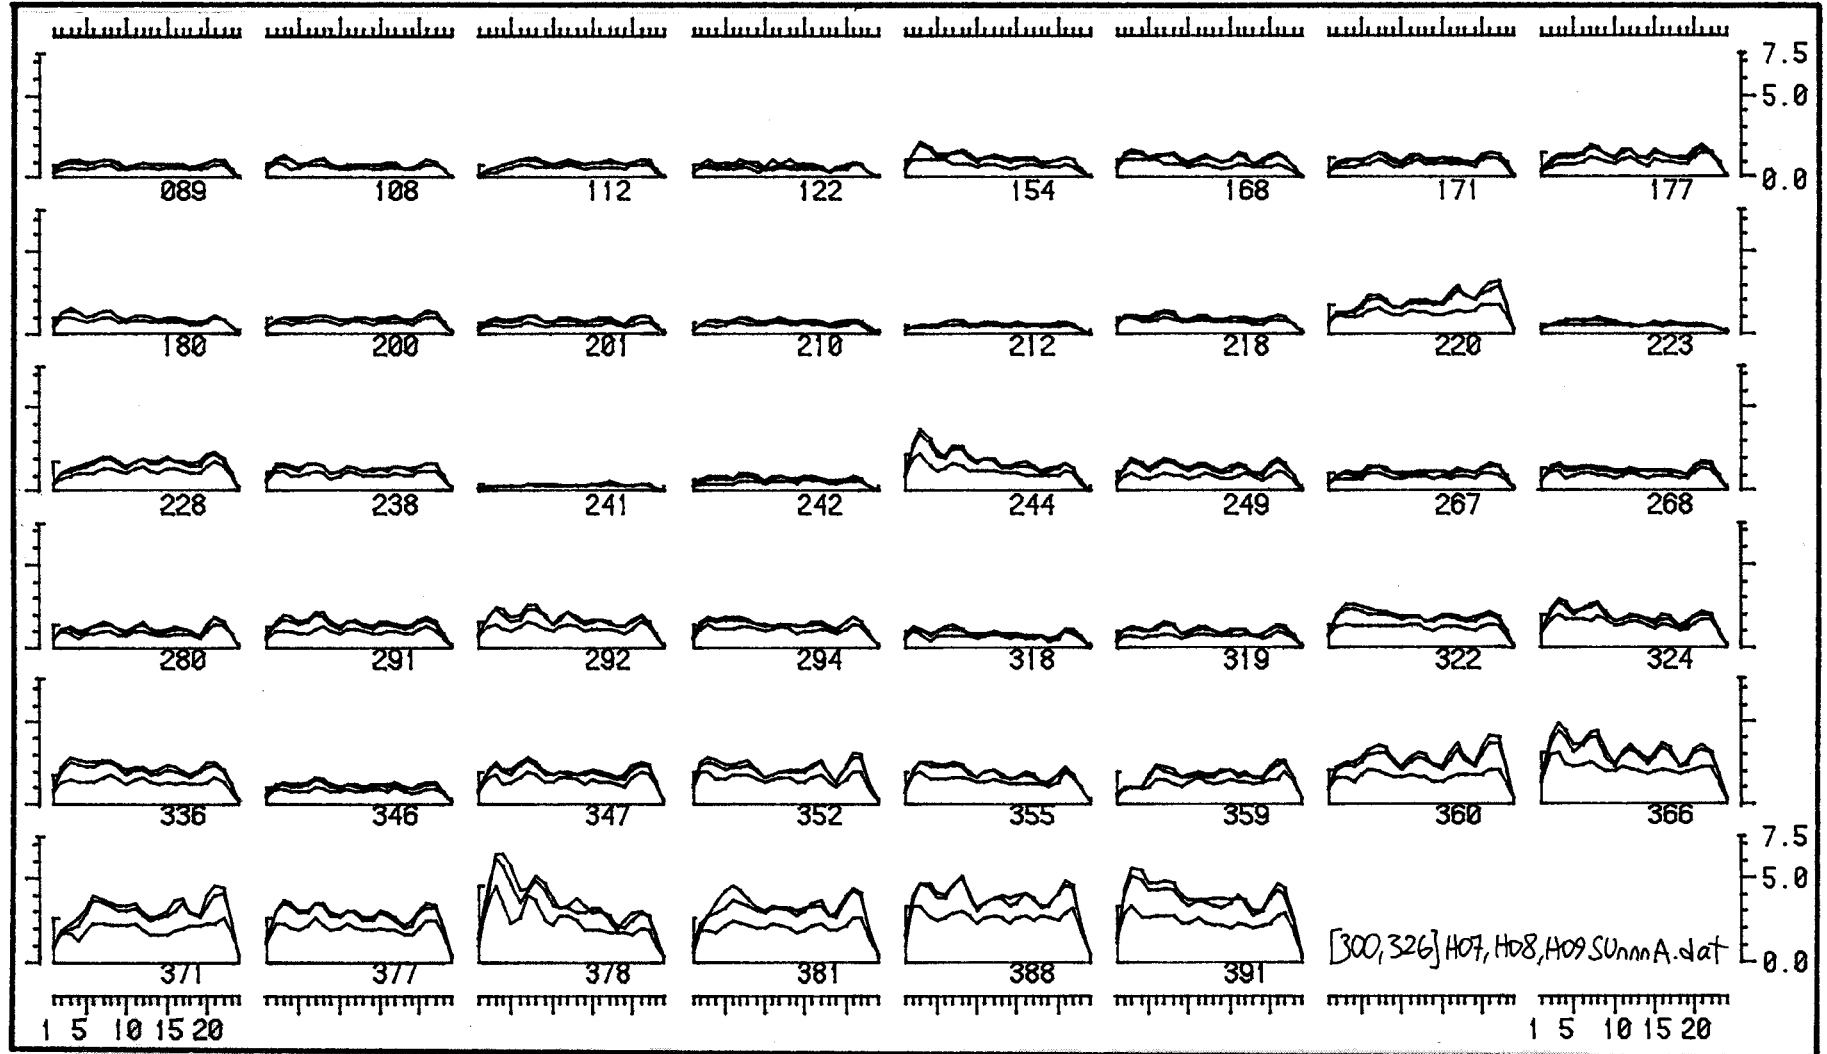 7.5
5.0
0.0
089 108 112 122 154 168 171 177
180 200 201 210 212 218 220 223
228 238 241 242 244 249 267 268
280 291 292 294 318 319 322 324
336 346 347 352 355 359 360 366
7.5
5.0
[300,326] H07, H08, H09 SUnnnA.dat
0.0
371 377 378 381 388 391
1 5 10 15 20 1 5 10 15 20